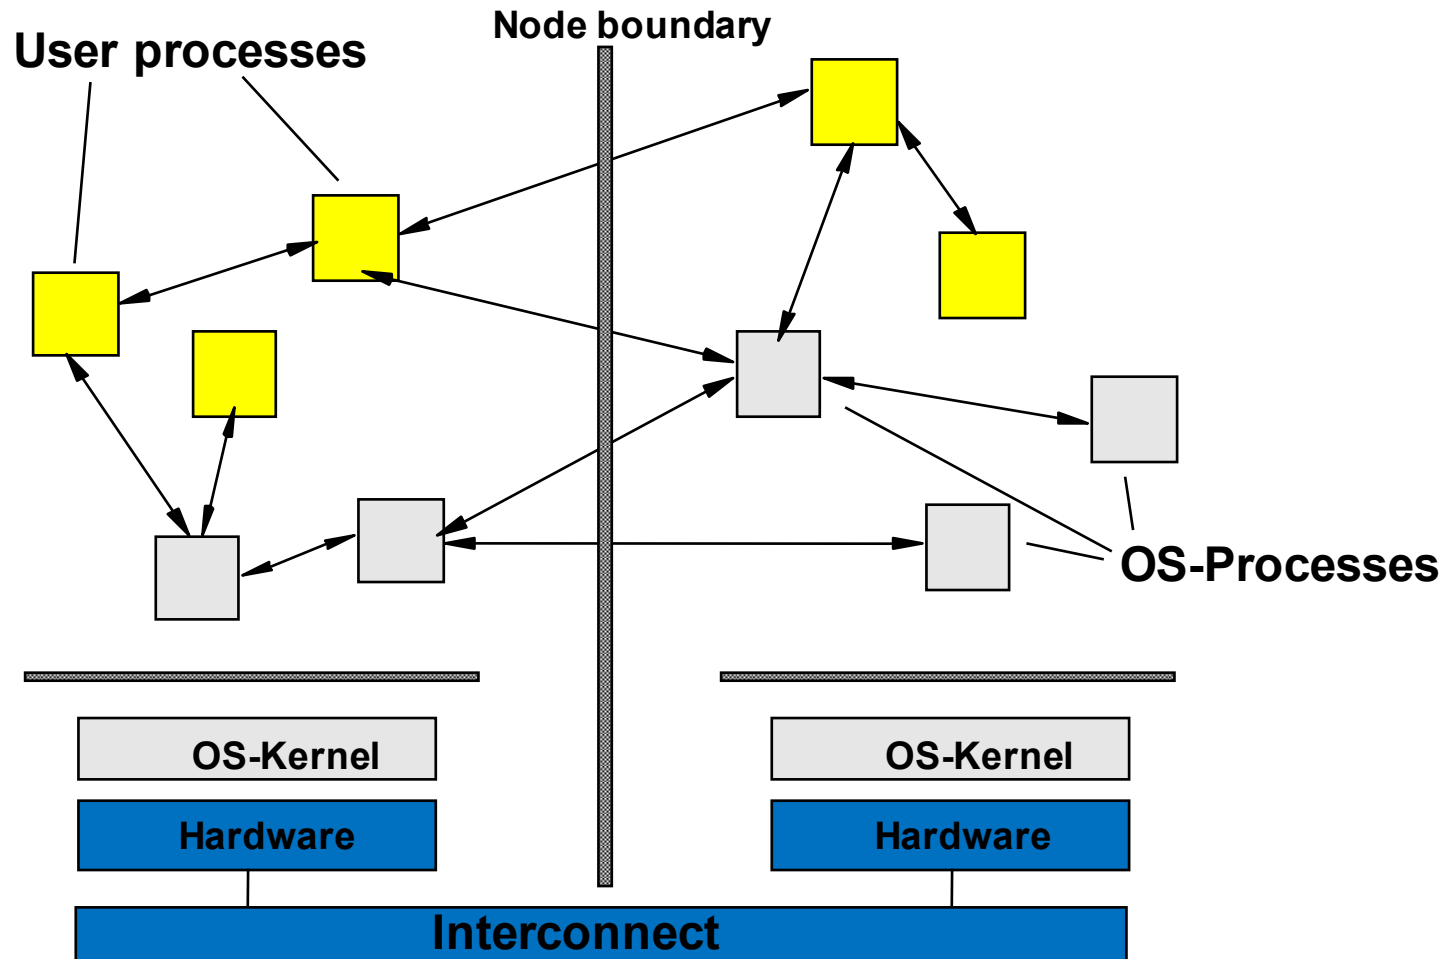 Node boundary
User processes
OS-Processes
OS-Kernel
OS-Kernel
Hardware
Hardware
Interconnect